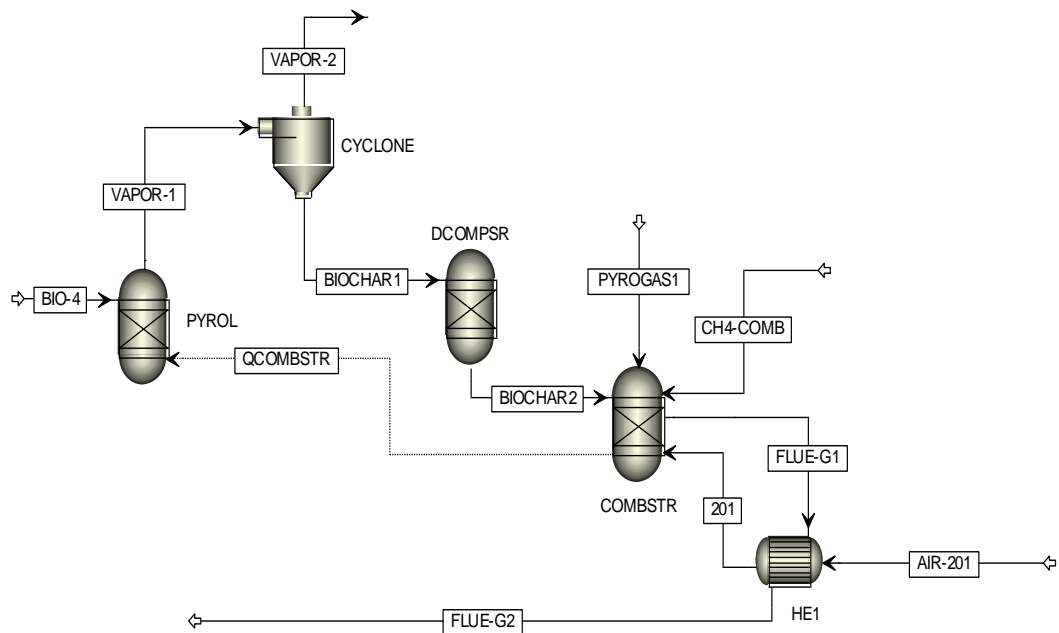 VAPOR-2
CYCLONE
VAPOR-1
DCOMPSR
BIOCHAR1
PYROGAS1
BIO-4
PYROL
CH4-COMB
QCOMBSTR
BIOCHAR2
FLUE-G1
COMBSTR
201
AIR-201
HE1
FLUE-G2